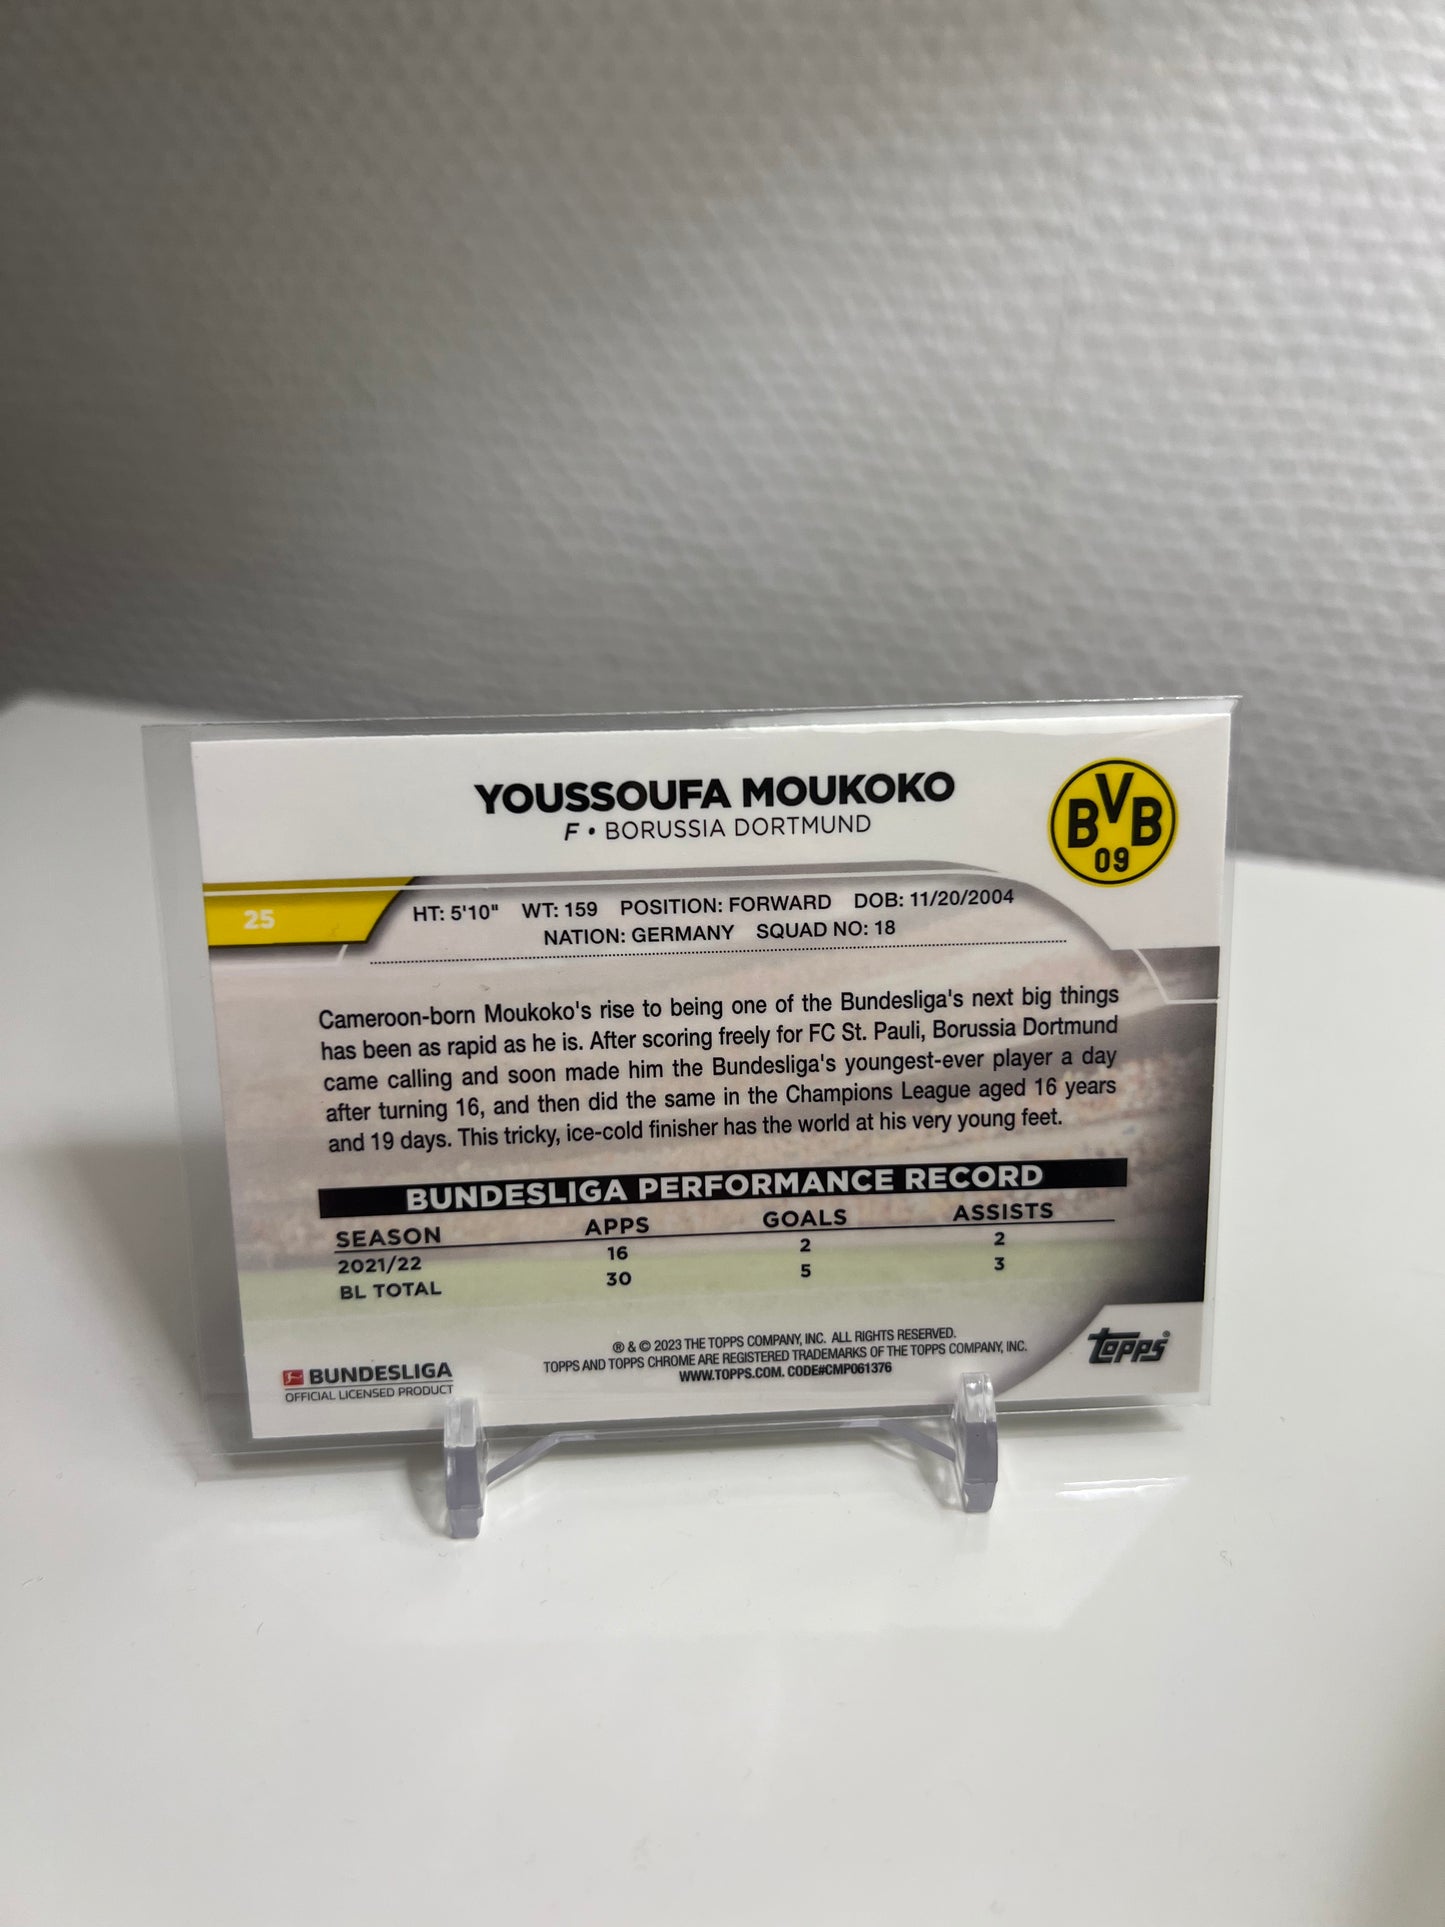 YOUSSOUFA MOUKOKO
F • BORUSSIA DORTMUND
BVB
09
25
HT: 5'10" WT: 159 POSITION: FORWARD DOB: 11/20/2004
NATION: GERMANY SQUAD NO: 18
Cameroon-born Moukoko's rise to being one of the Bundesliga's next big things
has been as rapid as he is. After scoring freely for FC St. Pauli, Borussia Dortmund
came calling and soon made him the Bundesliga's youngest-ever player a day
after turning 16, and then did the same in the Champions League aged 16 years
and 19 days. This tricky, ice-cold finisher has the world at his very young feet.
BUNDESLIGA PERFORMANCE RECORD
SEASON APPS GOALS ASSISTS
2021/22 16 2 2
BL TOTAL 30 5 3
® & © 2023 THE TOPPS COMPANY, INC. ALL RIGHTS RESERVED.
TOPPS AND TOPPS CHROME ARE REGISTERED TRADEMARKS OF THE TOPPS COMPANY, INC.
WWW.TOPPS.COM. CODE#CMP061376
BUNDESLIGA
OFFICIAL LICENSED PRODUCT
Topps®